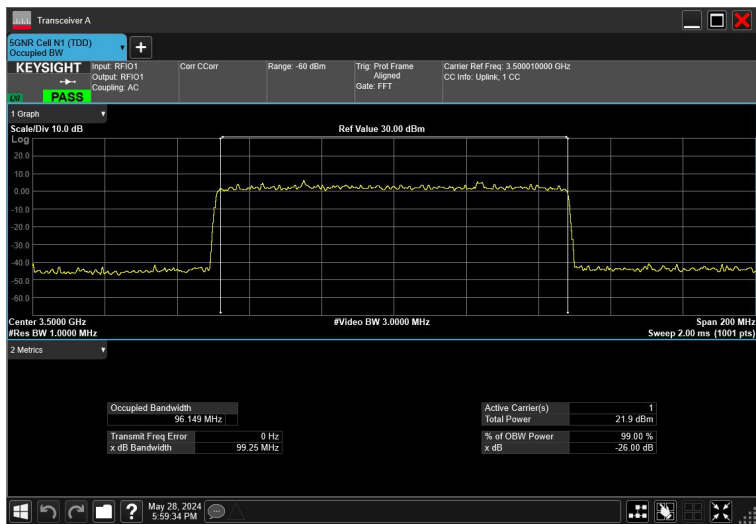 Transceiver A
5GNR Cell N1 (TDD)
Occupied BW
KEYSIGHT
PASS
Input: RFIO1
Output: RFIO1
Coupling: AC
Corr CCorr
Range: -60 dBm
Trig: Prot Frame
Aligned
Gate: FFT
Carrier Ref Freq: 3.500010000 GHz
CC Info: Uplink, 1 CC
1 Graph
Scale/Div 10.0 dB
Ref Value 30.00 dBm
Log
20.0
10.0
0.00
-10.0
-20.0
-30.0
-40.0
-50.0
-60.0
Center 3.5000 GHz
#Video BW 3.0000 MHz
Span 200 MHz
#Res BW 1.0000 MHz
Sweep 2.00 ms (1001 pts)
2 Metrics
Occupied Bandwidth
96.149 MHz
Transmit Freq Error 0 Hz
x dB Bandwidth 99.25 MHz
Active Carrier(s) 1
Total Power 21.9 dBm
% of OBW Power 99.00 %
x dB -26.00 dB
?
May 28, 2024
5:59:34 PM